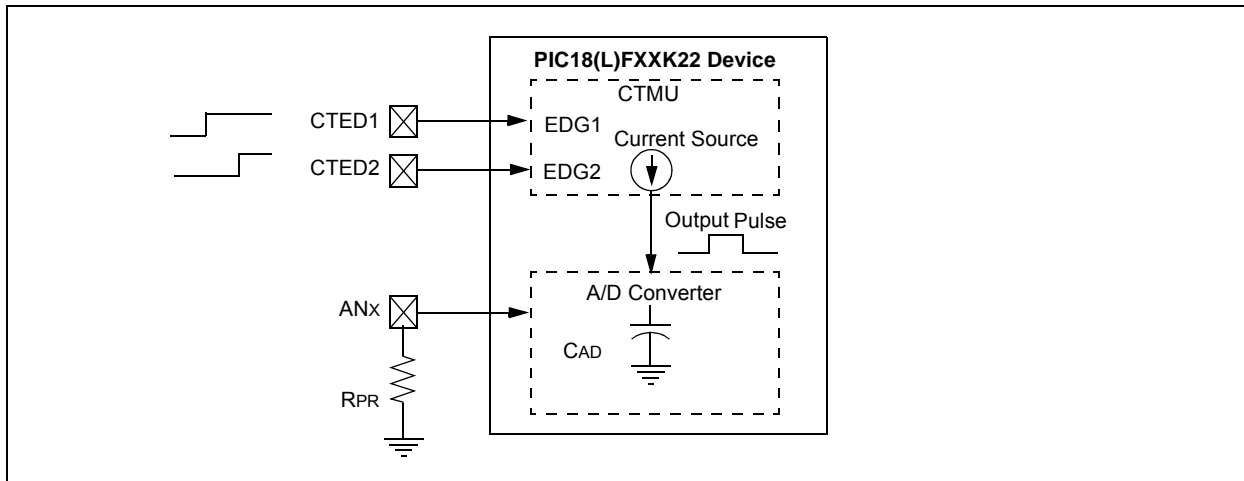 PIC18(L)FXXK22 Device
CTMU
CTED1
EDG1
Current Source
CTED2
EDG2
Output Pulse
A/D Converter
ANX
CAD
RPR